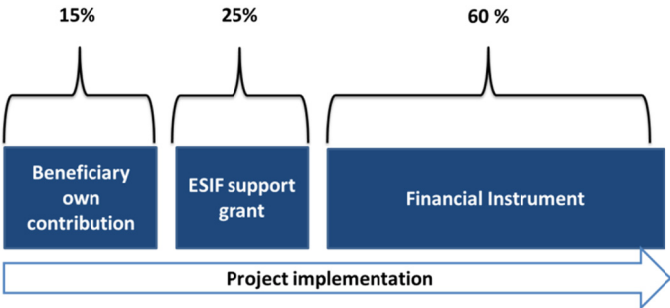 15%
25%
60 %
Beneficiary
own
contribution
ESIF support
grant
Financial Instrument
Project implementation